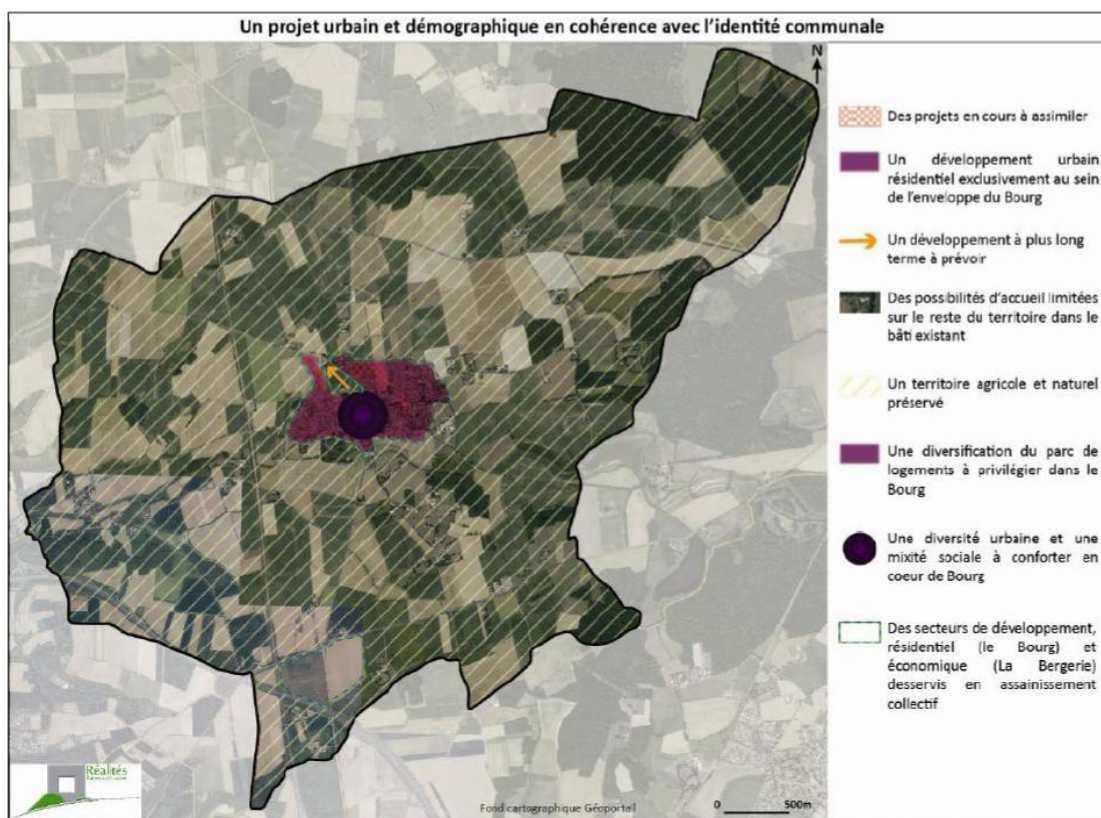 Un projet urbain et démographique en cohérence avec l'identité communale
N
Des projets en cours à assimiler
Un développement urbain
résidentiel exclusivement au sein
de l'enveloppe du Bourg
Un développement à plus long
terme à prévoir
Des possibilités d'accueil limitées
sur le reste du territoire dans le
bâti existant
Un territoire agricole et naturel
préservé
Une diversification du parc de
logements à privilégier dans le
Bourg
Une diversité urbaine et une
mixité sociale à conforter en
coeur de Bourg
Des secteurs de développement,
résidentiel (le Bourg) et
économique (La Bergerie)
desservis en assainissement
collectif
Réalités
Fond cartographique Géoportail
0 500m